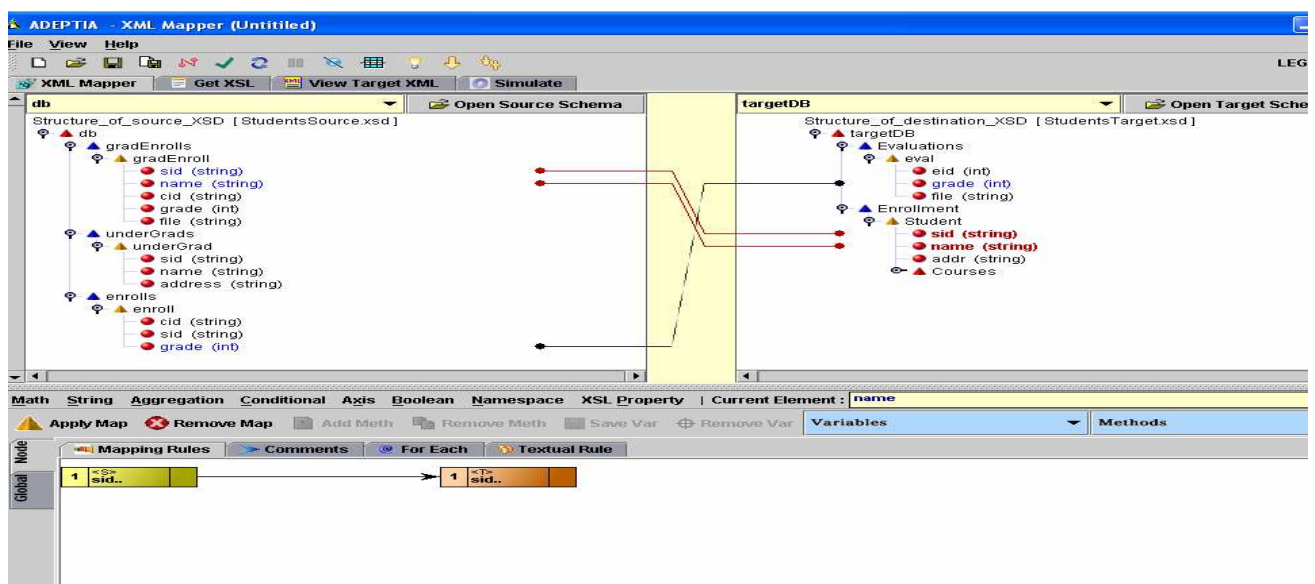 ADEPTIA - XML Mapper (Untitiled)
File View Help
LEG
XML Mapper Get XSL View Target XML Simulate
db Open Source Schema targetDB Open Target Sche
Structure_of_source_XSD [StudentsSource.xsd]
db
gradEnrolls
gradEnroll
sid (string)
name (string)
cid (string)
grade (int)
file (string)
underGrads
underGrad
sid (string)
name (string)
address (string)
enrolls
enroll
cid (string)
sid (string)
grade (int)
Structure_of_destination_XSD [StudentsTarget.xsd]
targetDB
Evaluations
eval
eid (int)
grade (int)
file (string)
Enrollment
Student
sid (string)
name (string)
addr (string)
Courses
Math String Aggregation Conditional Axis Boolean Namespace XSL Property | Current Element : name
Apply Map Remove Map Add Meth Remove Meth Save Var Remove Var Variables Methods
Node
Global
Mapping Rules Comments For Each Textual Rule
1 <S> sid..
1 <T> sid..